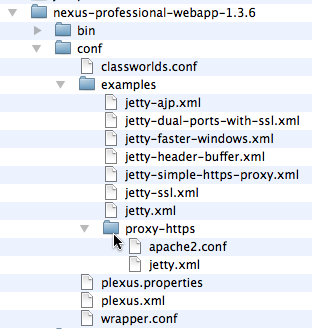 nexus-professional-webapp-1.3.6
bin
conf
classworlds.conf
examples
jetty-ajp.xml
jetty-dual-ports-with-ssl.xml
jetty-faster-windows.xml
jetty-header-buffer.xml
jetty-simple-https-proxy.xml
jetty-ssl.xml
jetty.xml
proxy-https
apache2.conf
jetty.xml
plexus.properties
plexus.xml
wrapper.conf